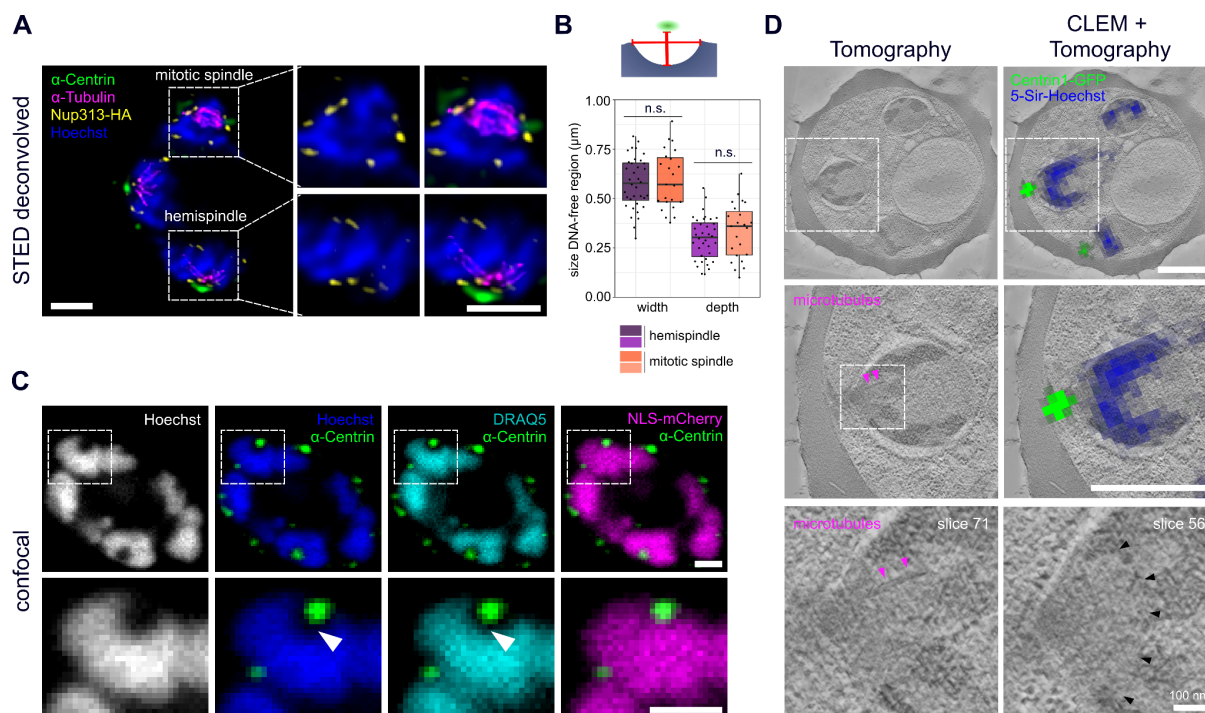 A
STED deconvolved
α-Centrin
α-Tubulin
Nup313-HA
Hoechst
mitotic spindle
hemispindle
B
size DNA-free region (µm)
1.00
0.75
0.50
0.25
0.00
n.s.
n.s.
width
depth
hemispindle
mitotic spindle
C
confocal
Hoechst
Hoechst
α-Centrin
DRAQ5
α-Centrin
NLS-mCherry
α-Centrin
D
Tomography
CLEM +
Tomography
Centrin1-GFP
5-Sir-Hoechst
microtubules
microtubules
slice 71
slice 56
100 nm